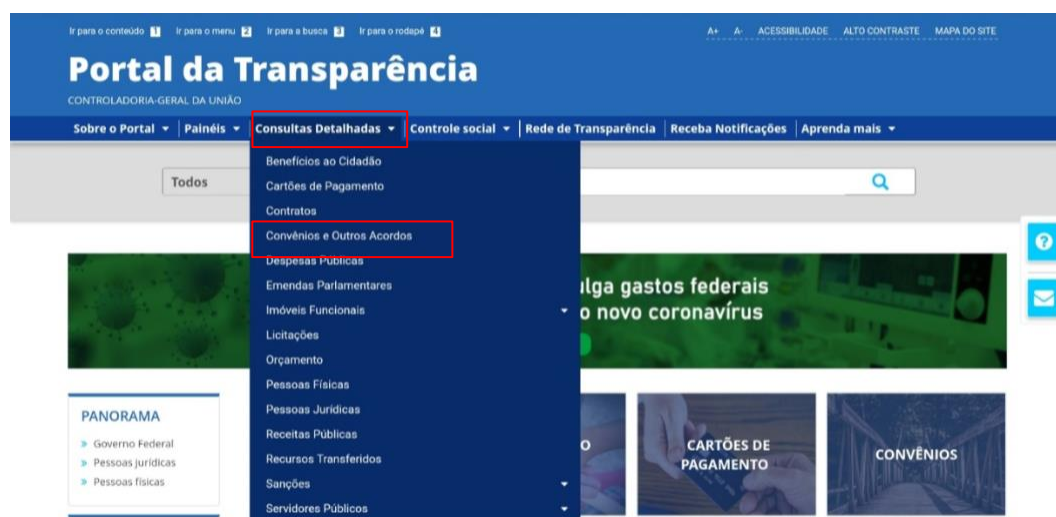 Ir para o conteúdo 1 Ir para o menu 2 Ir para a busca 3 Ir para o rodapé 4
A+ A- ACESSIBILIDADE ALTO CONTRASTE MAPA DO SITE
Portal da Transparência
CONTROLADORIA-GERAL DA UNIÃO
Sobre o Portal Painéis Consultas Detalhadas Controle social Rede de Transparência Receba Notificações Aprenda mais
Todos
Benefícios ao Cidadão
Cartões de Pagamento
Contratos
Convênios e Outros Acordos
Despesas Públicas
Emendas Parlamentares
Imóveis Funcionais
Licitações
Orçamento
Pessoas Físicas
Pessoas Jurídicas
Receitas Públicas
Recursos Transferidos
Sanções
Servidores Públicos
ulga gastos federais
o novo coronavírus
PANORAMA
Governo Federal
Pessoas jurídicas
Pessoas físicas
O
CARTÕES DE
PAGAMENTO
CONVÊNIOS